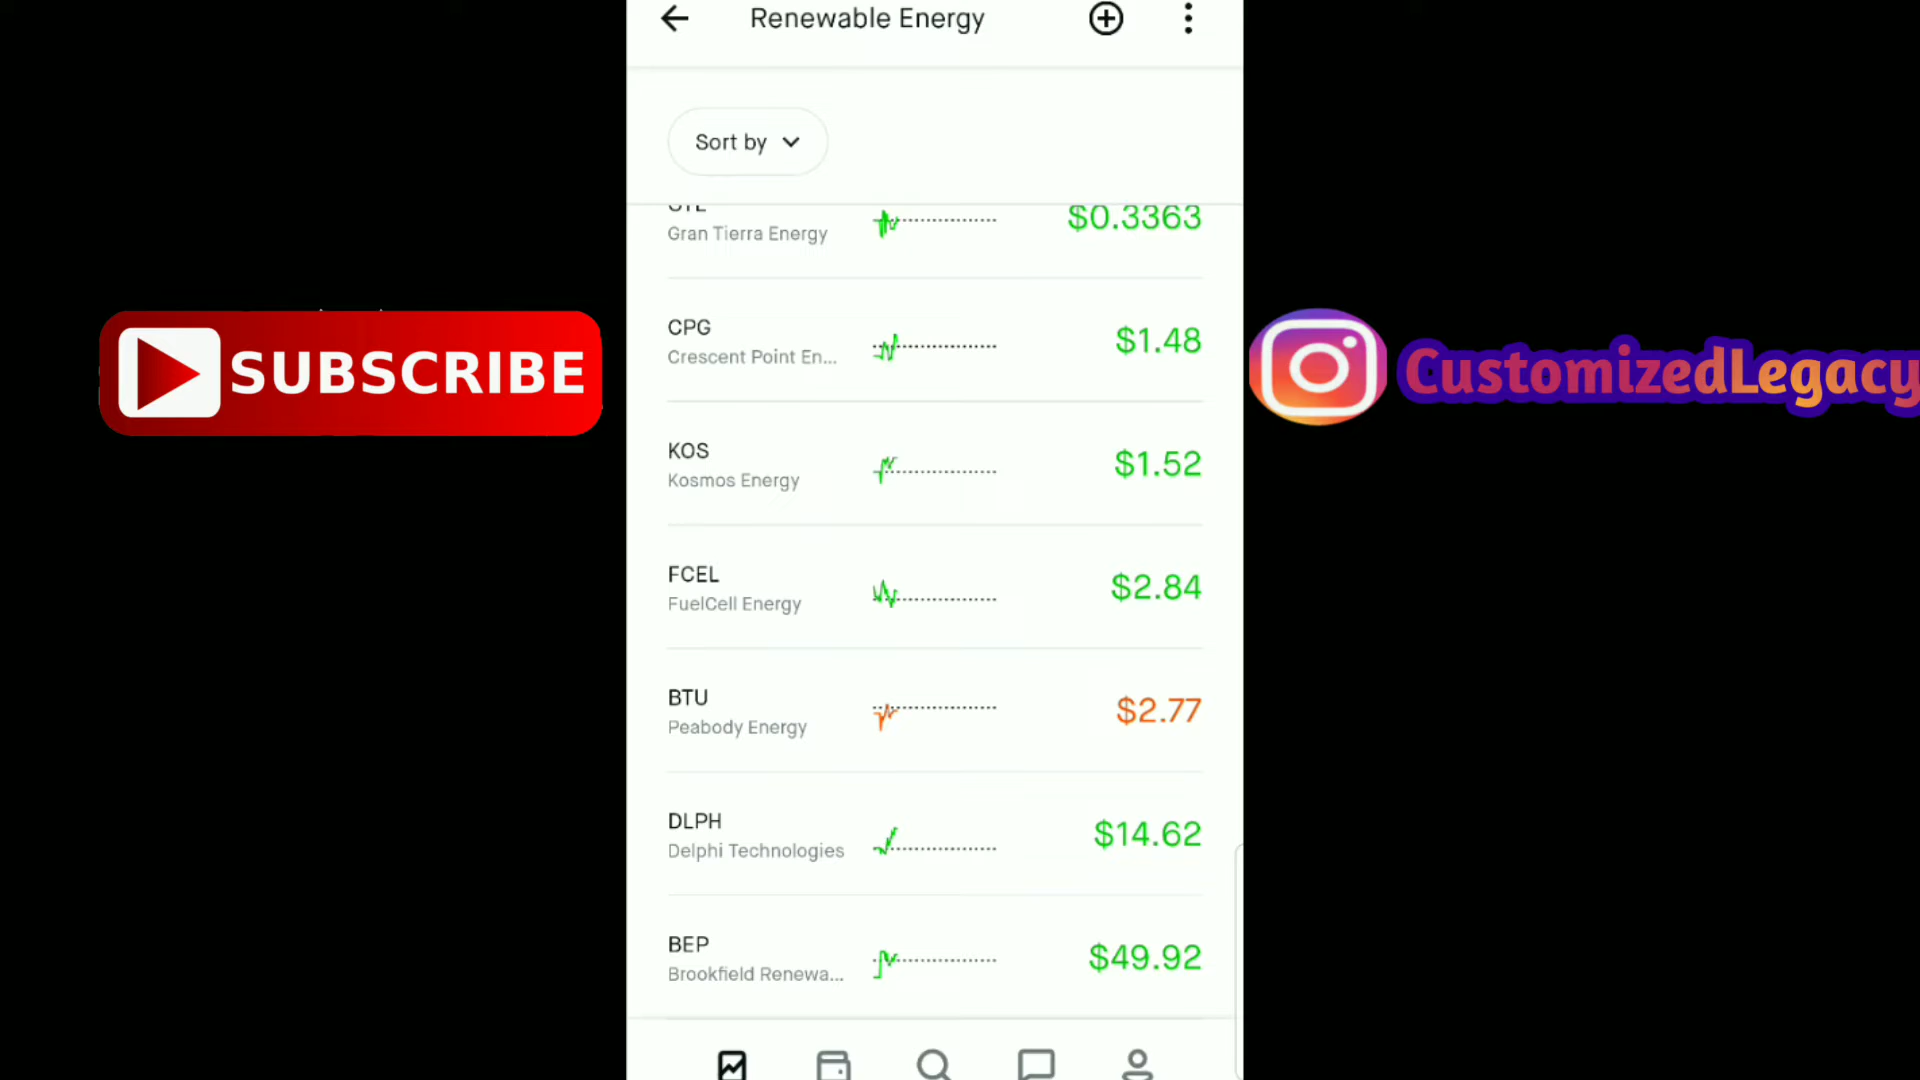 Renewable Energy
Sort by
Gran Tierra Energy
$0.3363
CPG
Crescent Point En...
$1.48
KOS
Kosmos Energy
$1.52
FCEL
FuelCell Energy
$2.84
BTU
Peabody Energy
$2.77
DLPH
Delphi Technologies
$14.62
BEP
Brookfield Renewa...
$49.92
SUBSCRIBE
CustomizedLegacy